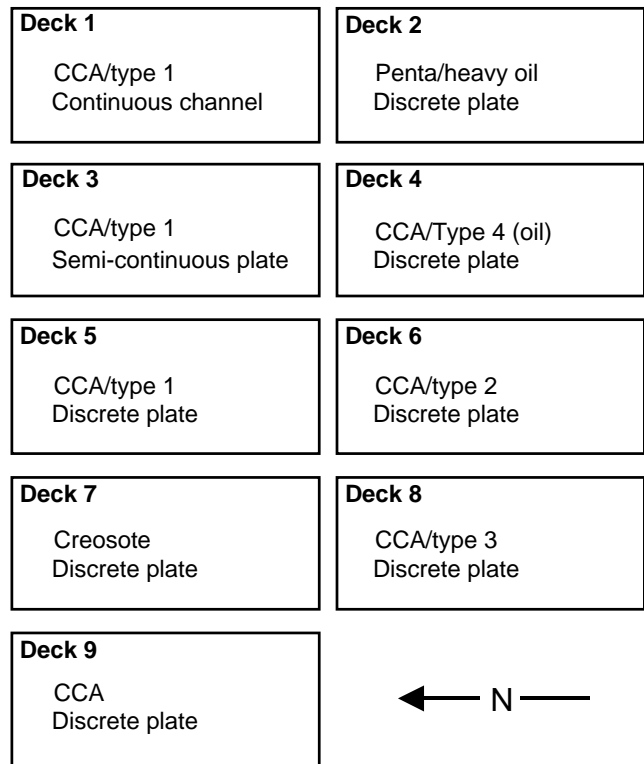 Deck 1
CCA/type 1
Continuous channel
Deck 2
Penta/heavy oil
Discrete plate
Deck 3
CCA/type 1
Semi-continuous plate
Deck 4
CCA/Type 4 (oil)
Discrete plate
Deck 5
CCA/type 1
Discrete plate
Deck 6
CCA/type 2
Discrete plate
Deck 7
Creosote
Discrete plate
Deck 8
CCA/type 3
Discrete plate
Deck 9
CCA
Discrete plate
N